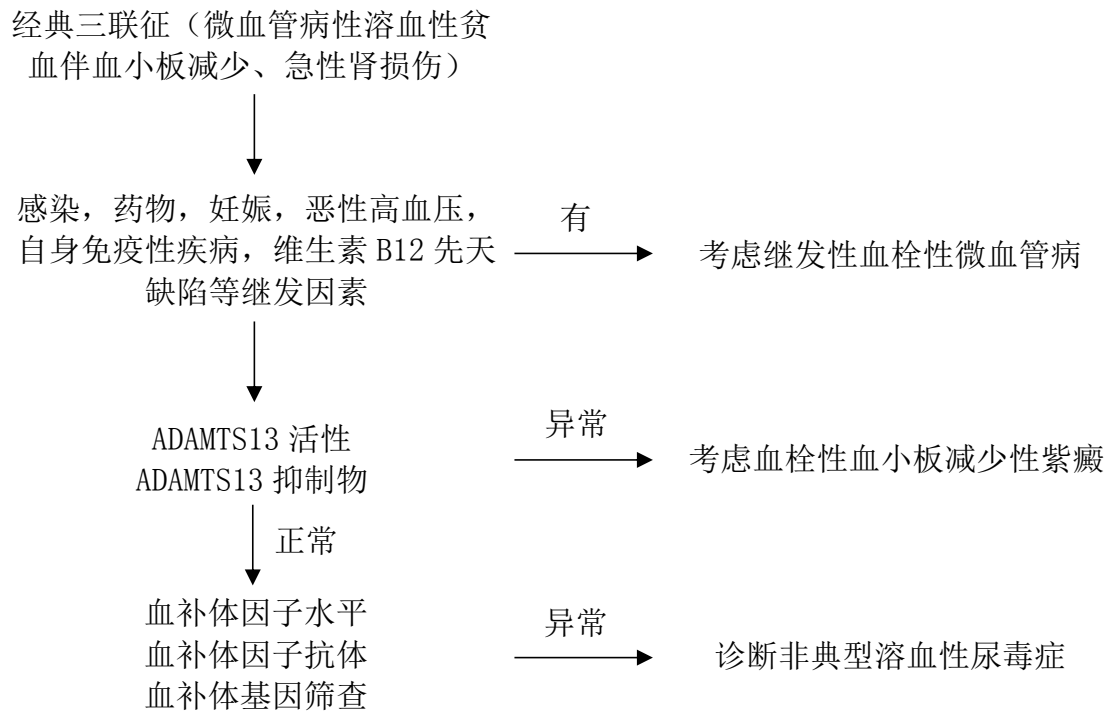 经典三联征（微血管病性溶血性贫
血伴血小板减少、急性肾损伤）
感染，药物，妊娠，恶性高血压，
自身免疫性疾病，维生素 B12 先天
缺陷等继发因素
有
考虑继发性血栓性微血管病
ADAMTS13 活性
ADAMTS13 抑制物
异常
考虑血栓性血小板减少性紫癜
正常
血补体因子水平
血补体因子抗体
血补体基因筛查
异常
诊断非典型溶血性尿毒症